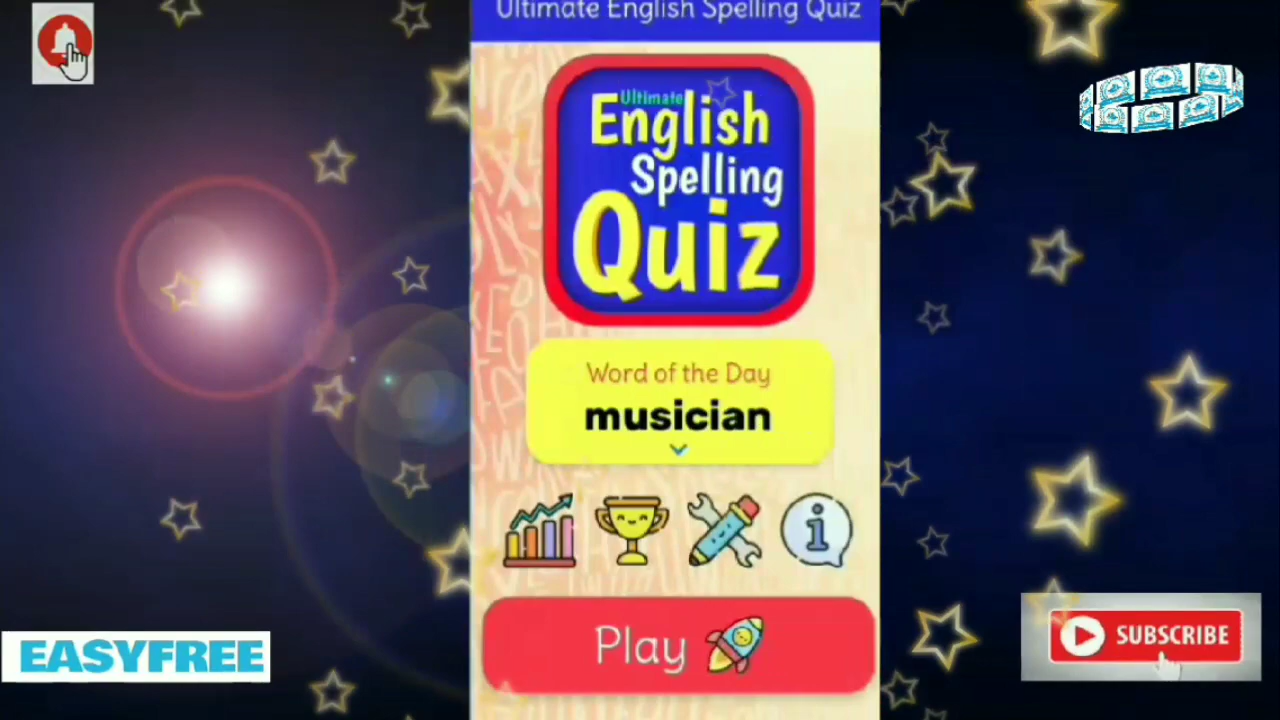 Ultimate English Spelling Quiz
Ultimate
English
Spelling
Quiz
Word of the Day
musician
Play
EASYFREE
SUBSCRIBE